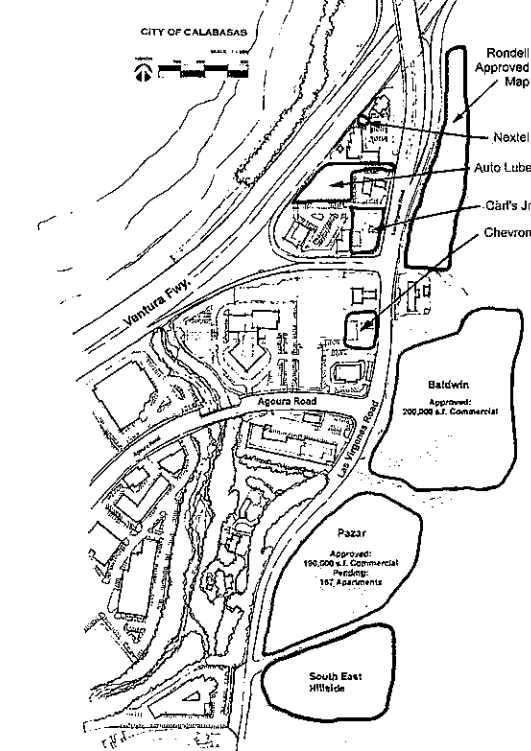 CITY OF CALABASAS
Rondell
Approved
Map
Nextel
Auto Lube
Carl's Jr
Chevron
Ventura Fwy.
Baldwin
Approved:
200,000 s.f. Commercial
Agoura Road
Agoura Road
Las Virgenes Road
Pazar
Approved:
190,000 s.f. Commercial
Pending:
167 Apartments
South East
Hillside